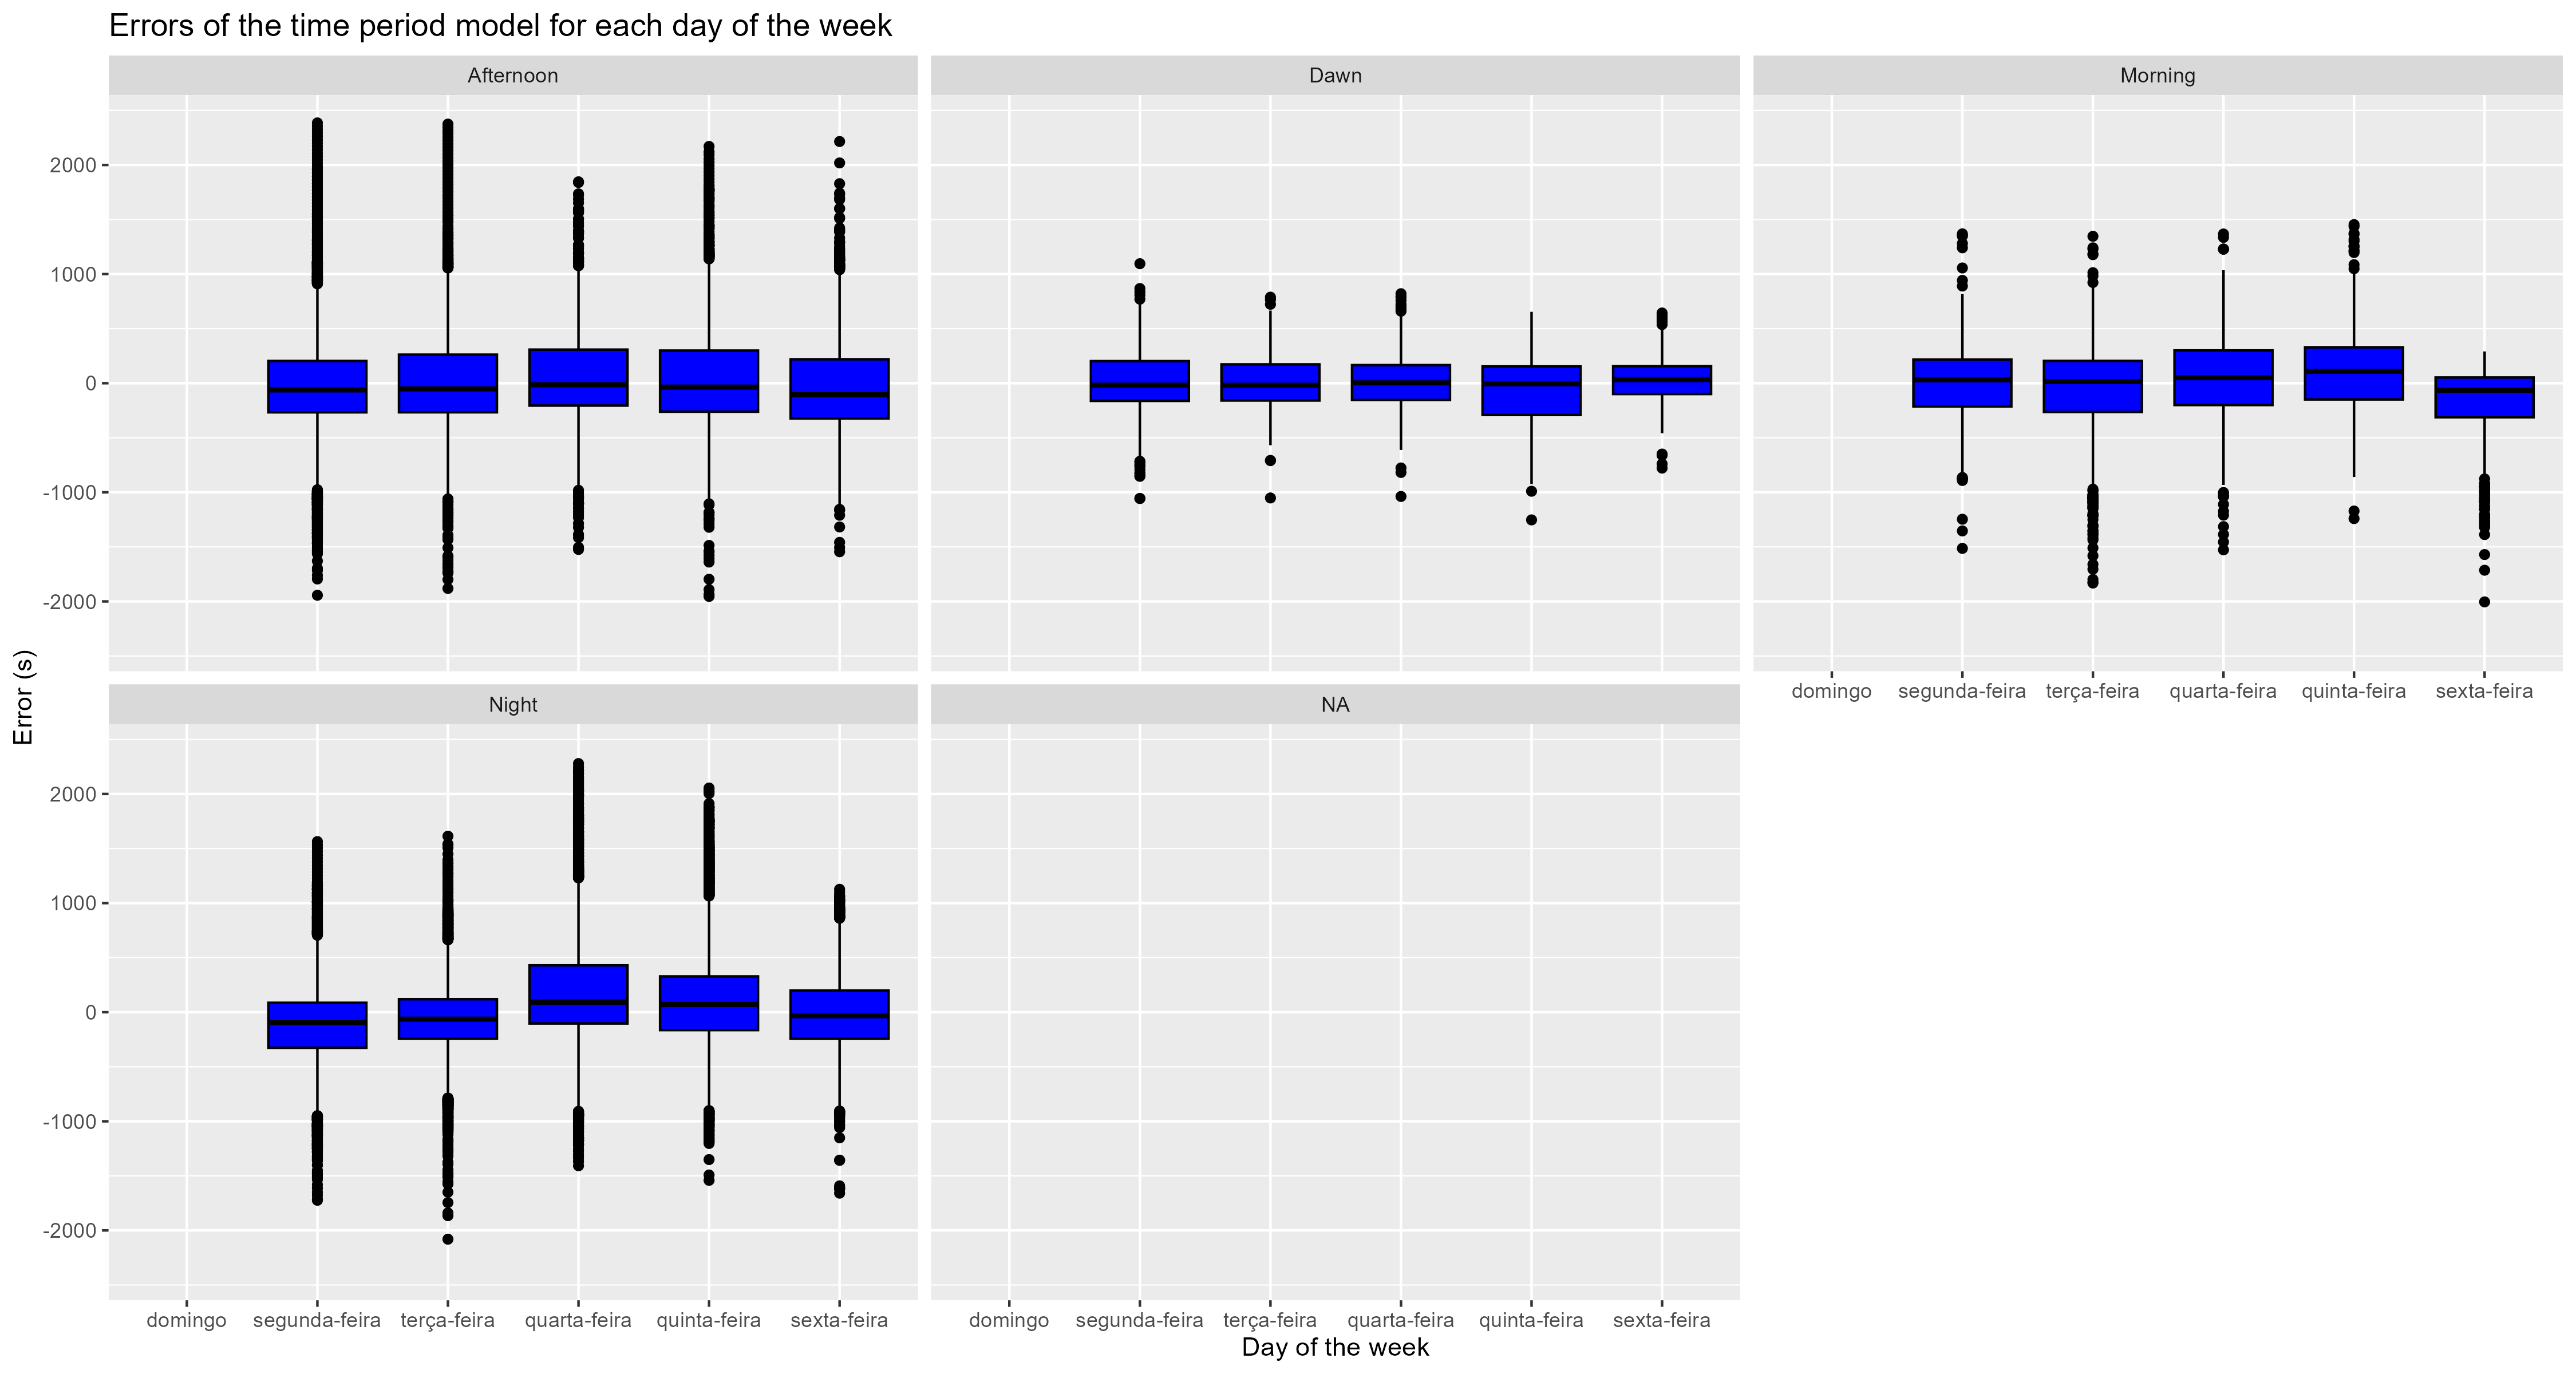 Errors of the time period model for each day of the week
Afternoon
Dawn
Morning
2000
1000
0
-1000
-2000
domingo segunda-feira terça-feira quarta-feira quinta-feira sexta-feira
Night
NA
2000
1000
0
-1000
-2000
domingo segunda-feira terça-feira quarta-feira quinta-feira sexta-feira
domingo segunda-feira terça-feira quarta-feira quinta-feira sexta-feira
Error (s)
Day of the week